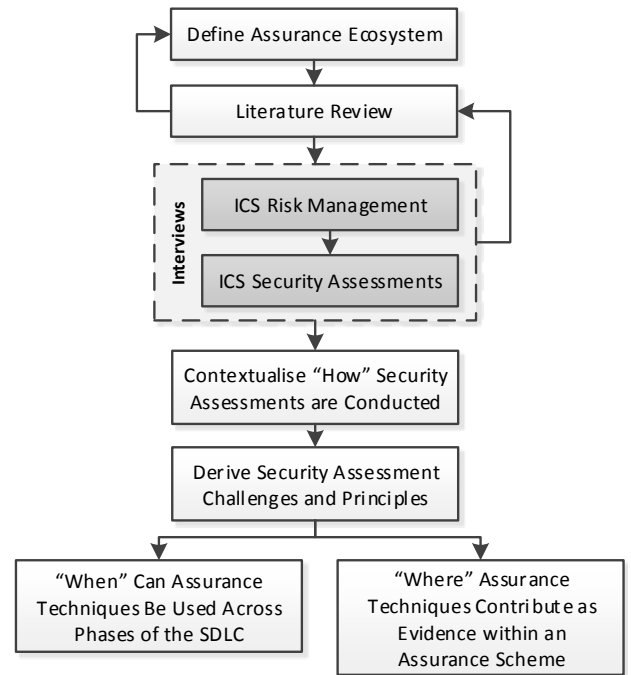 Define Assurance Ecosystem
Literature Review
Interviews
ICS Risk Management
ICS Security Assessments
Contextualise “How” Security
Assessments are Conducted
Derive Security Assessment
Challenges and Principles
“When” Can Assurance
Techniques Be Used Across
Phases of the SDLC
“Where” Assurance
Techniques Contribute as
Evidence within an
Assurance Scheme